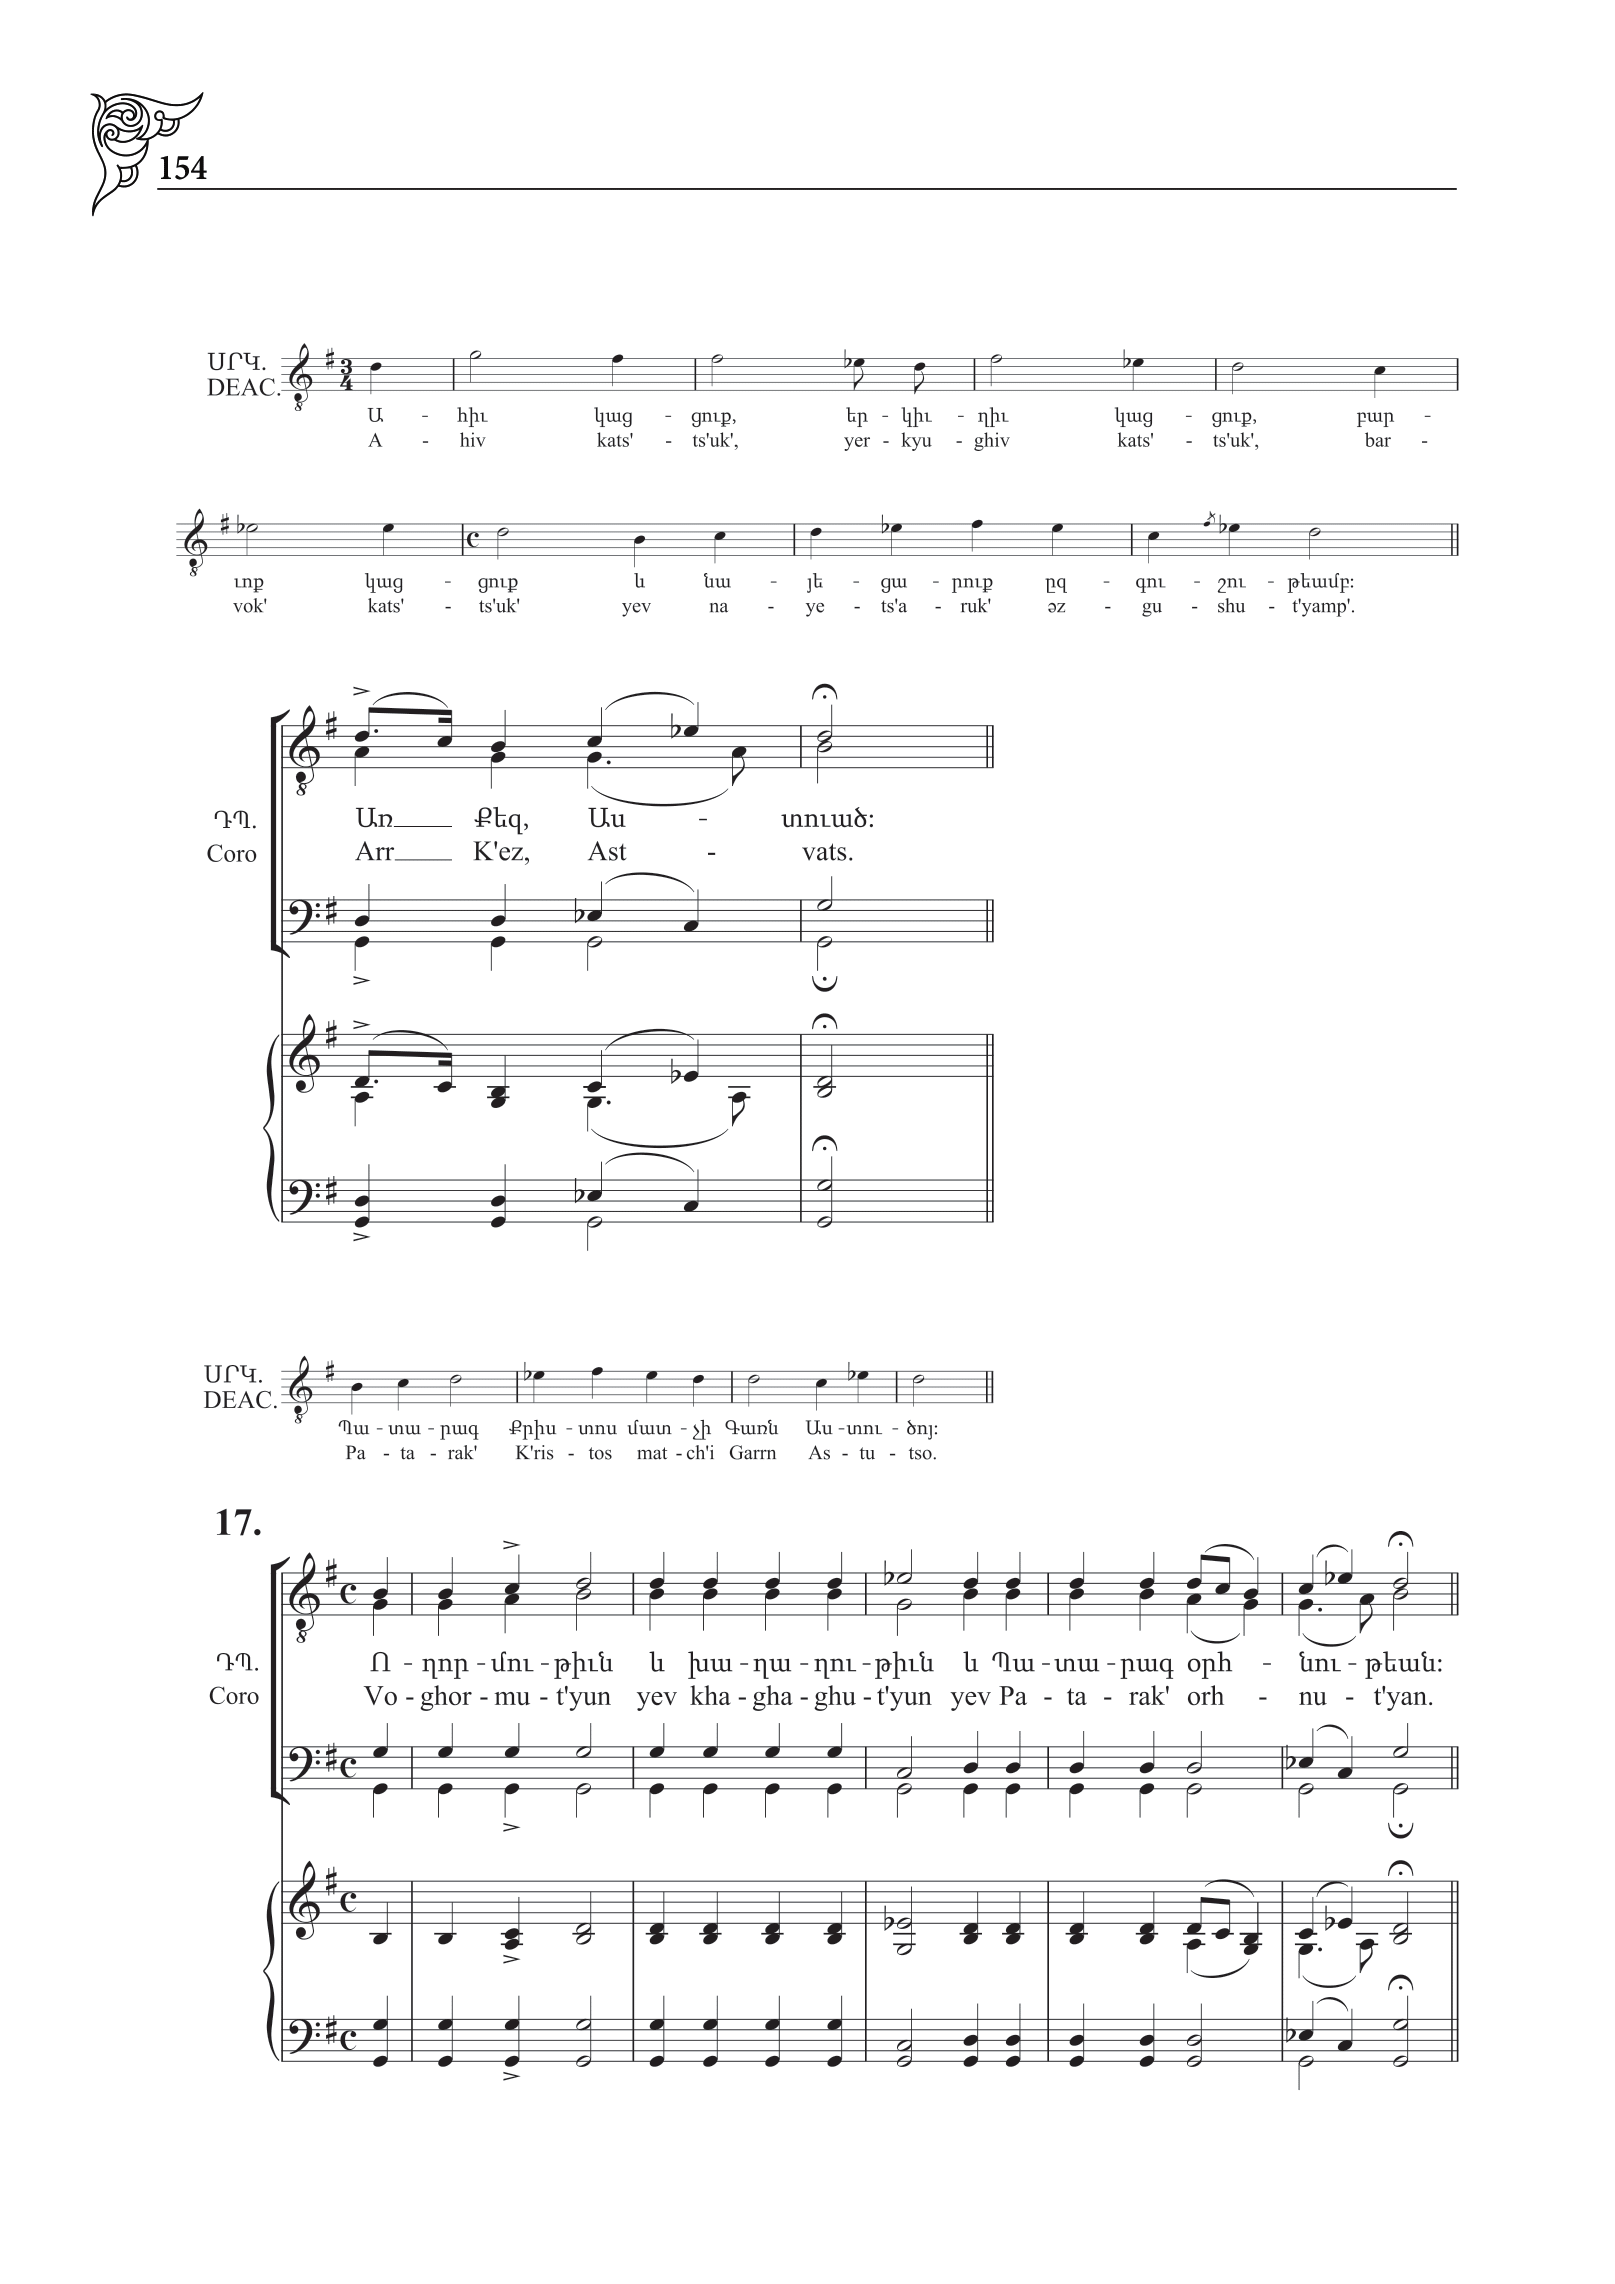 154
ՍՐԿ.
DEAC.
Ա - հիւ կաց - ցուք, եր - կիւ - ղիւ կաց - ցուք, բար -
A - hiv kats' - ts'uk', yer - kyu - ghiv kats' - ts'uk', bar -
ւոք կաց - ցուք և նա - յե - ցա - րուք ըզ - գու - շու - թեամբ։
vok' kats' - ts'uk' yev na - ye - ts'a - ruk' əz - gu - shu - t'yamp'.
ԴՊ. Առ Քեզ, Աս - տուած։
Coro Arr K'ez, Ast - vats.
ՍՐԿ.
DEAC.
Պա - տա - րագ Քրիս - տոս մատ - չի Գառն Աս - տու - ծոյ։
Pa - ta - rak' K'ris - tos mat - ch'i Garrn As - tu - tso.
17.
ԴՊ. Ո - ղոր - մու - թիւն և խա - ղա - ղու - թիւն և Պա - տա - րագ օրհ - նու - թեան։
Coro Vo - ghor - mu - t'yun yev kha - gha - ghu - t'yun yev Pa - ta - rak' orh - nu - t'yan.